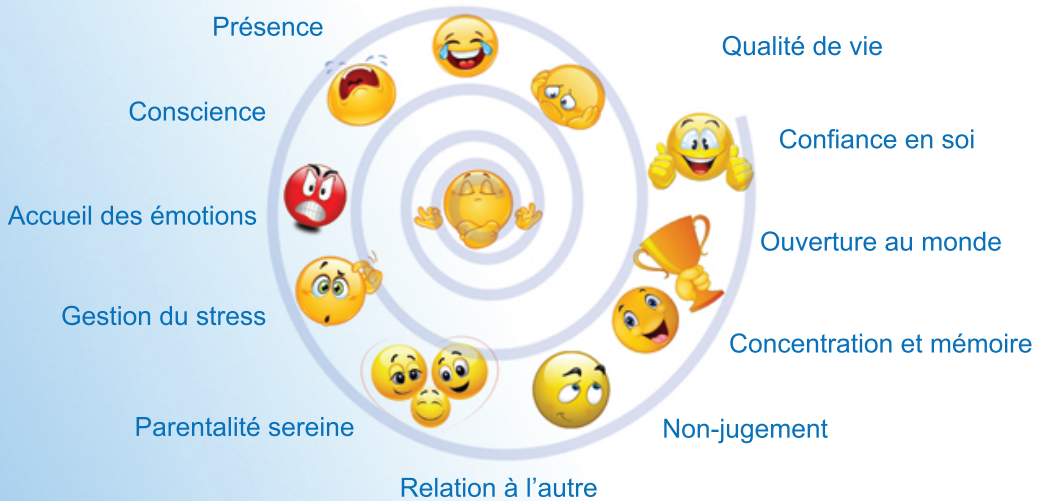 Présence
Qualité de vie
Conscience
Confiance en soi
Accueil des émotions
Ouverture au monde
Gestion du stress
Concentration et mémoire
Parentalité sereine
Non-jugement
Relation à l’autre